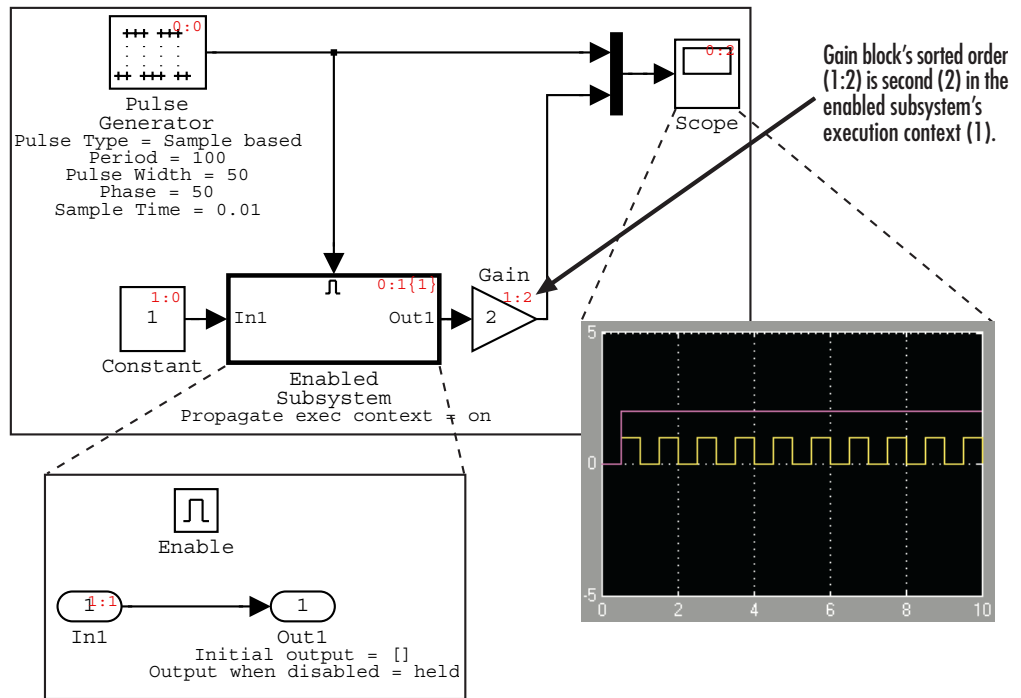 0:0
Pulse
Generator
Pulse Type = Sample based
Period = 100
Pulse Width = 50
Phase = 50
Sample Time = 0.01
0:2
Scope
Gain block's sorted order
(1:2) is second (2) in the
enabled subsystem's
execution context (1).
1:0
1
Constant
0:1{1}
In1
Out1
Enabled
Subsystem
Propagate exec context = on
Gain
1:2
2
Enable
1
1:1
In1
1
Out1
Initial output = []
Output when disabled = held
5
0
-5
0 2 4 6 8 10